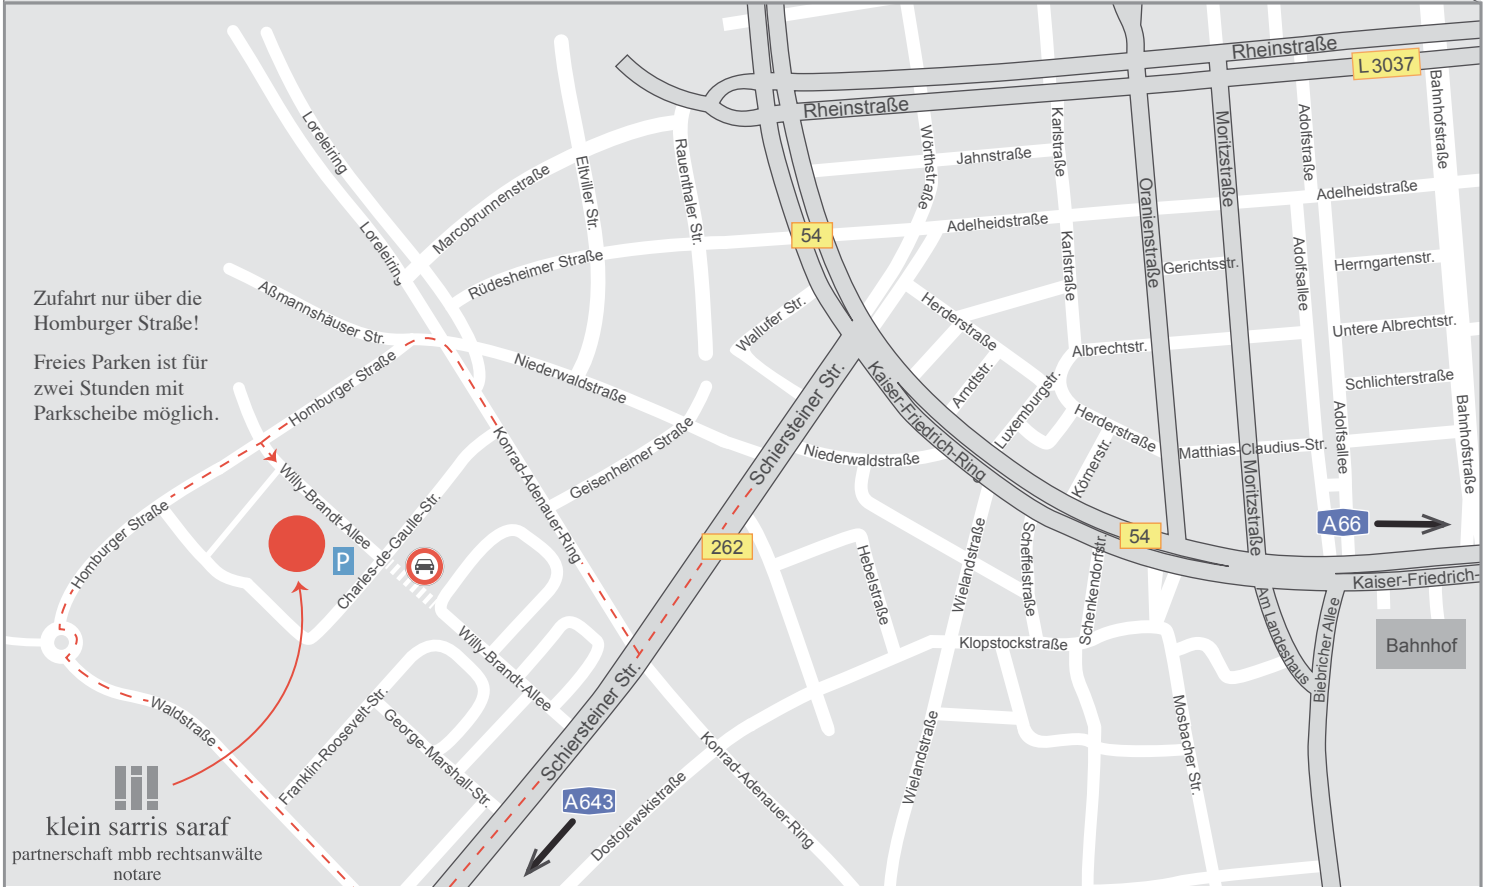 Rheinstraße
L 3037
Rheinstraße
Loreleiring
Marcobrunnenstraße
Eltviller Str.
Rauenthaler Str.
Wörthstraße
Jahnstraße
Karlstraße
Oranienstraße
Moritzstraße
Adolfstraße
Bahnhofstraße
Adelheidstraße
Adelheidstraße
54
Loreleiring
Rüdesheimer Straße
Karlstraße
Gerichtsstr.
Adolfsallee
Herrngartenstr.
Zufahrt nur über die
Homburger Straße!
Freies Parken ist für
zwei Stunden mit
Parkscheibe möglich.
Aßmannshäuser Str.
Homburger Straße
Niederwaldstraße
Wallufer Str.
Herderstraße
Arndtstr.
Luxemburgstr.
Albrechtstr.
Untere Albrechtstr.
Schlichterstraße
Adolfsallee
Bahnhofstraße
Schiersteiner Str.
Kaiser-Friedrich-Ring
Herderstraße
Körnerstr.
Matthias-Claudius-Str.
Moritzstraße
Konrad-Adenauer-Ring
Geisenheimer Straße
Niederwaldstraße
Willy-Brandt-Allee
Charles-de-Gaulle-Str.
Homburger Straße
P
262
54
A66
Hebelstraße
Wielandstraße
Scheffelstraße
Schenkendorfstr.
Kaiser-Friedrich-
Am Landeshaus
Biebricher Allee
Bahnhof
Klopstockstraße
Willy-Brandt-Allee
Waldstraße
Franklin-Roosevelt-Str.
George-Marshall-Str.
Schiersteiner Str.
Konrad-Adenauer-Ring
Wielandstraße
Mosbacher Str.
Dostojewskistraße
A643
klein sarris saraf
partnerschaft mbb rechtsanwälte
notare